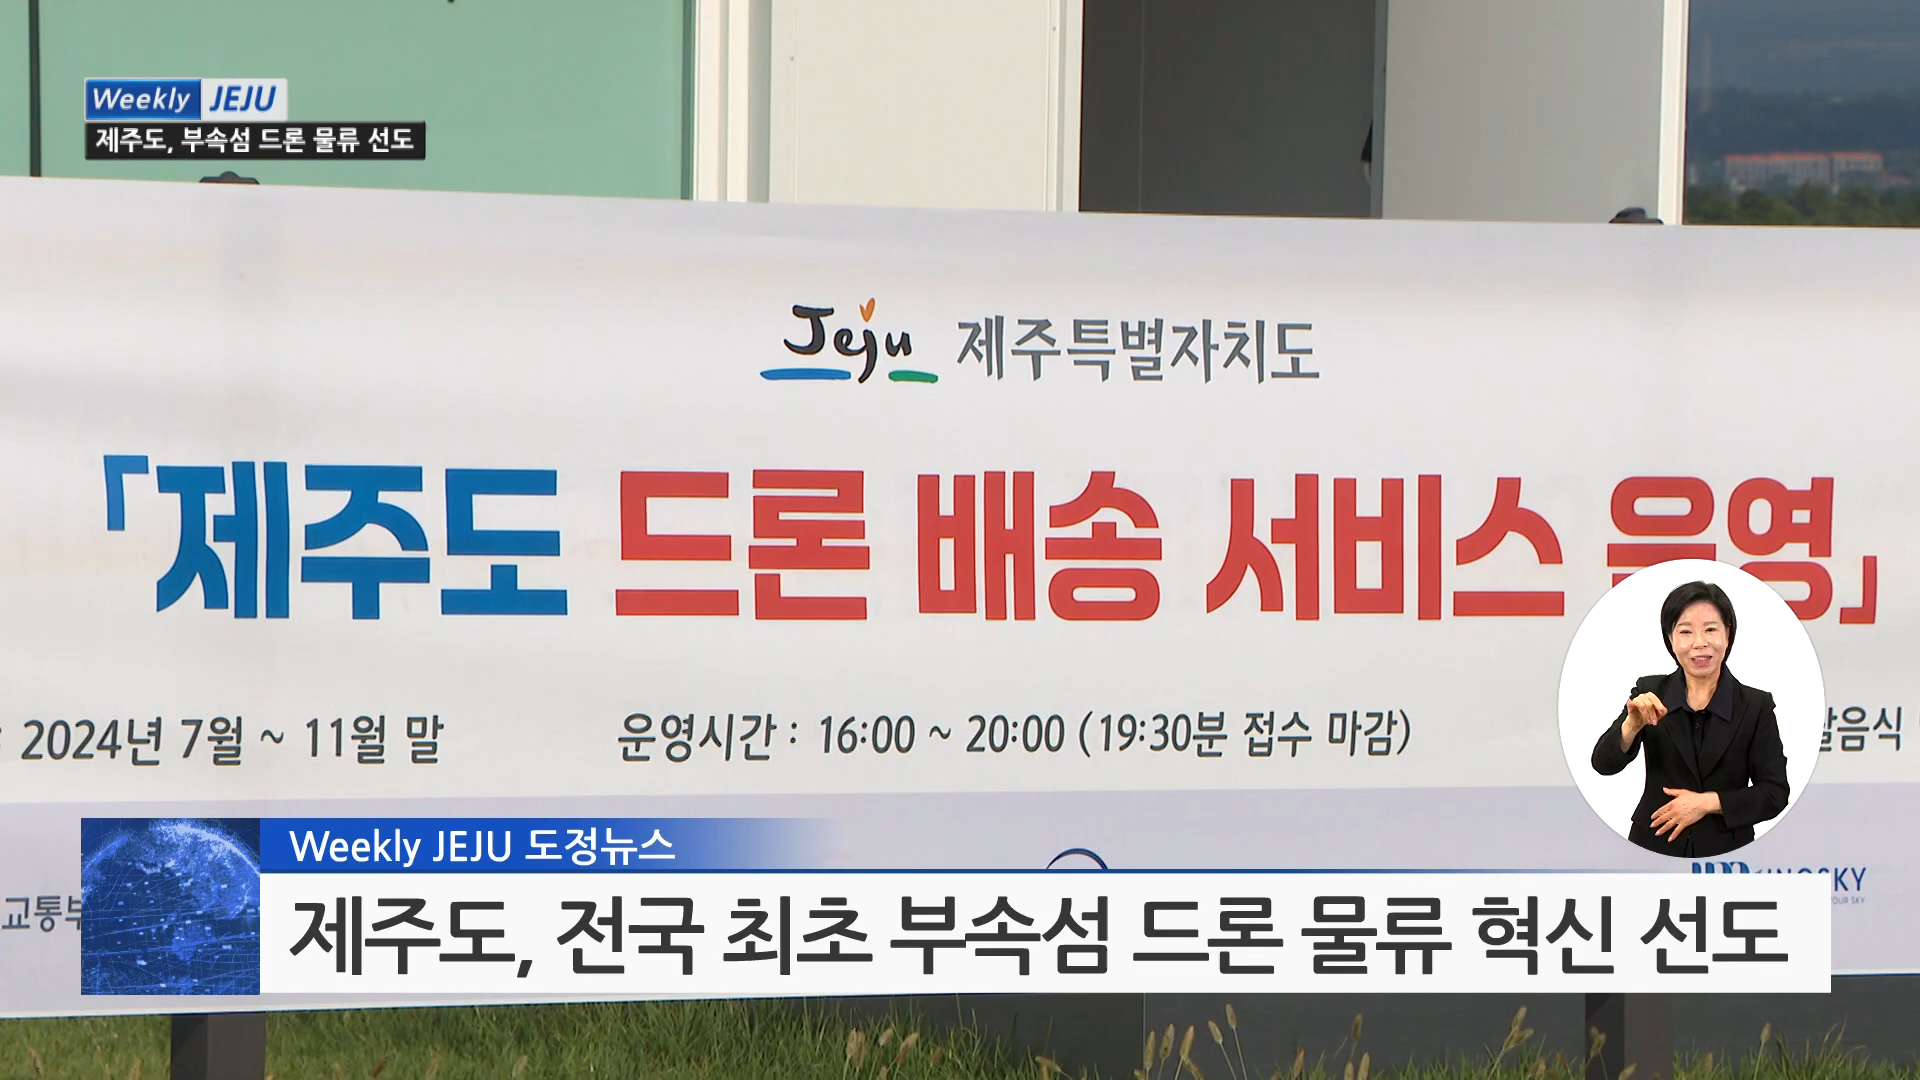 Weekly JEJU
제주도, 부속섬 드론 물류 선도
Jeju 제주특별자치도
「제주도 드론 배송 서비스 운영」
: 2024년 7월 ~ 11월 말 운영시간 : 16:00 ~ 20:00 (19:30분 접수 마감)
Weekly JEJU 도정뉴스
제주도, 전국 최초 부속섬 드론 물류 혁신 선도